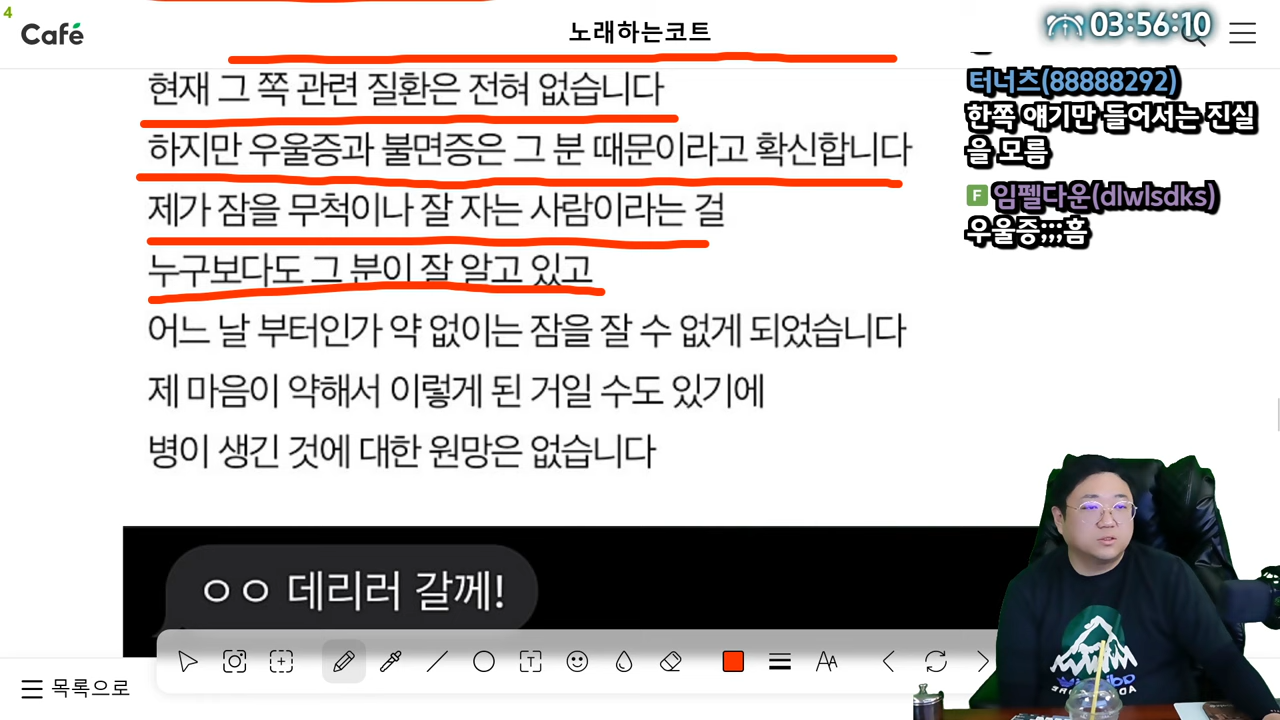 4
Café
노래하는코트
03:56:10
현재 그 쪽 관련 질환은 전혀 없습니다
하지만 우울증과 불면증은 그 분 때문이라고 확신합니다
제가 잠을 무척이나 잘 자는 사람이라는 걸
누구보다도 그 분이 잘 알고 있고
어느 날 부터인가 약 없이는 잠을 잘 수 없게 되었습니다
제 마음이 약해서 이렇게 된 거일 수도 있기에
병이 생긴 것에 대한 원망은 없습니다
터너츠(88888292)
한쪽 얘기만 들어서는 진실
을 모름
F 임펠다운(dlwlsdks)
우울증;;;흠
ㅇㅇ 데리러 갈께!
T
AA
목록으로